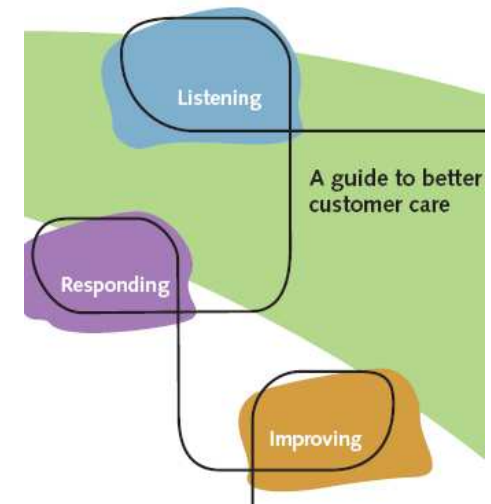 Listening
A guide to better
customer care
Responding
Improving